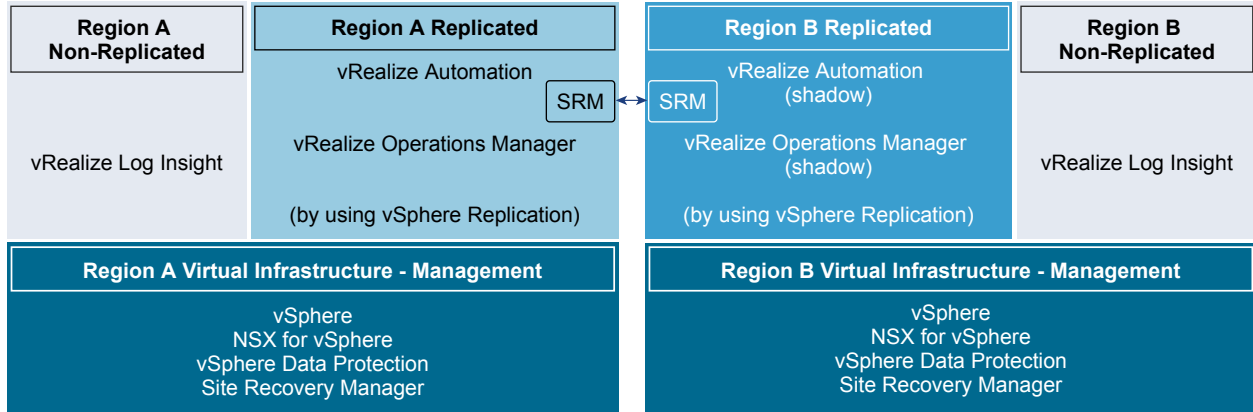 Region A
Non-Replicated
vRealize Log Insight
Region A Replicated
vRealize Automation
SRM
vRealize Operations Manager
(by using vSphere Replication)
Region B Replicated
vRealize Automation
(shadow)
SRM
vRealize Operations Manager
(shadow)
(by using vSphere Replication)
Region B
Non-Replicated
vRealize Log Insight
Region A Virtual Infrastructure - Management
vSphere
NSX for vSphere
vSphere Data Protection
Site Recovery Manager
Region B Virtual Infrastructure - Management
vSphere
NSX for vSphere
vSphere Data Protection
Site Recovery Manager